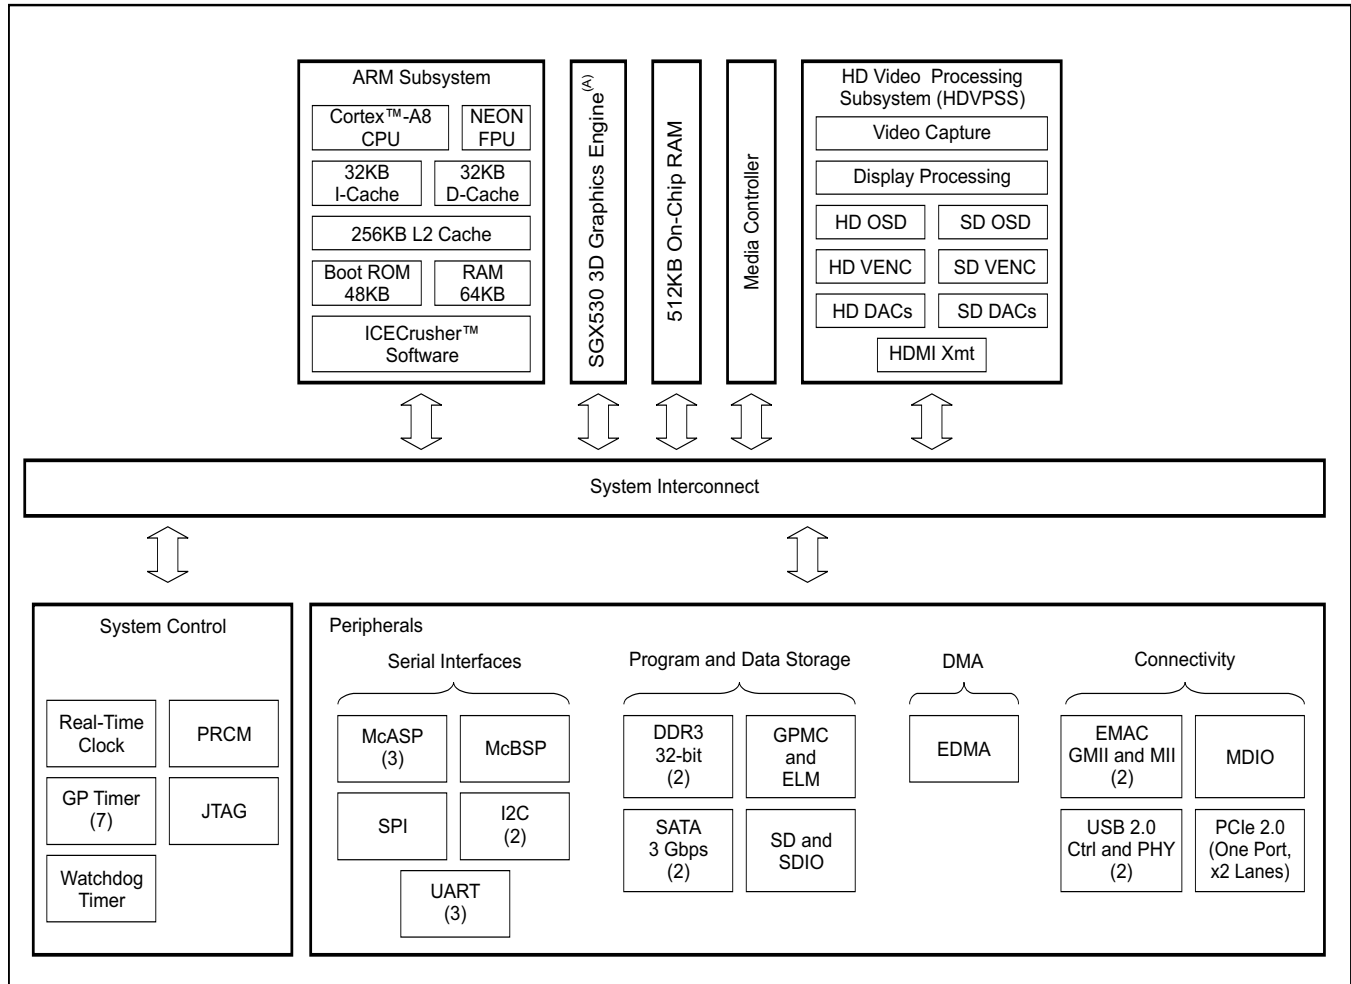 ARM Subsystem
Cortex™-A8
CPU
NEON
FPU
32KB
I-Cache
32KB
D-Cache
256KB L2 Cache
Boot ROM
48KB
RAM
64KB
ICECrusher™
Software
SGX530 3D Graphics Engine(A)
512KB On-Chip RAM
Media Controller
HD Video Processing
Subsystem (HDVPSS)
Video Capture
Display Processing
HD OSD
SD OSD
HD VENC
SD VENC
HD DACs
SD DACs
HDMI Xmt
System Interconnect
System Control
Real-Time
Clock
PRCM
GP Timer
(7)
JTAG
Watchdog
Timer
Peripherals
Serial Interfaces
McASP
(3)
McBSP
SPI
I2C
(2)
UART
(3)
Program and Data Storage
DDR3
32-bit
(2)
GPMC
and
ELM
SATA
3 Gbps
(2)
SD and
SDIO
DMA
EDMA
Connectivity
EMAC
GMII and MII
(2)
MDIO
USB 2.0
Ctrl and PHY
(2)
PCIe 2.0
(One Port,
x2 Lanes)